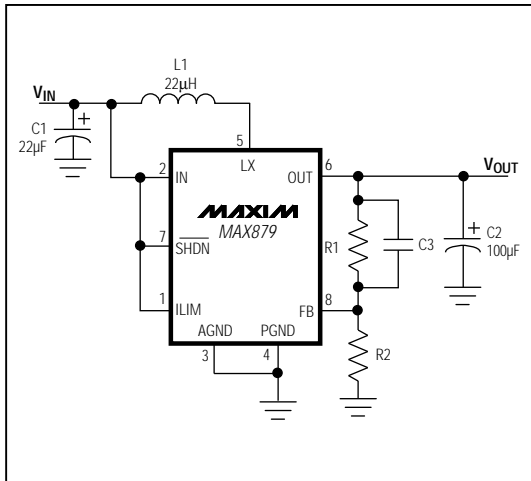 L1
22µH
VIN
C1
22µF
+
5
LX
2
IN
OUT
6
VOUT
MAXIM
MAX879
7
SHDN
R1
C3
+
C2
100µF
1
ILIM
FB
8
AGND
PGND
3
4
R2